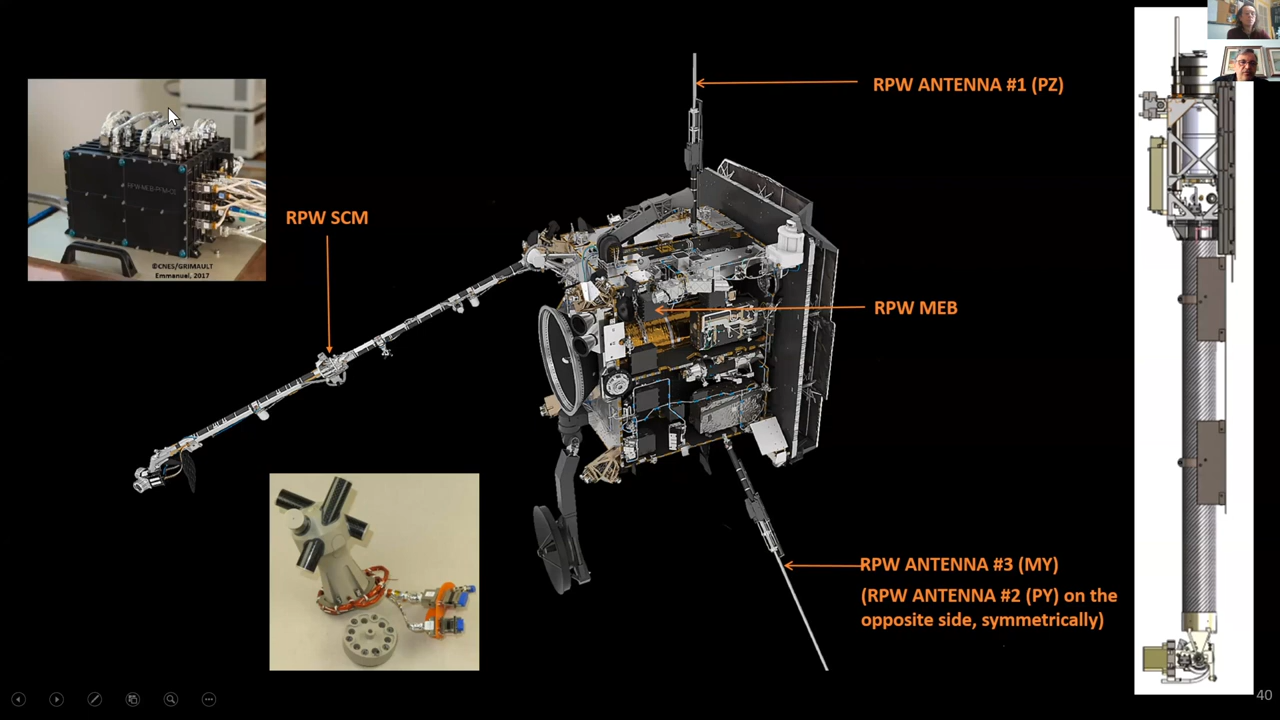 RPW ANTENNA #1 (PZ)
RPW SCM
©CNES/GRIMAULT
Emmanuel, 2017
RPW MEB
RPW ANTENNA #3 (MY)
(RPW ANTENNA #2 (PY) on the
opposite side, symmetrically)
40